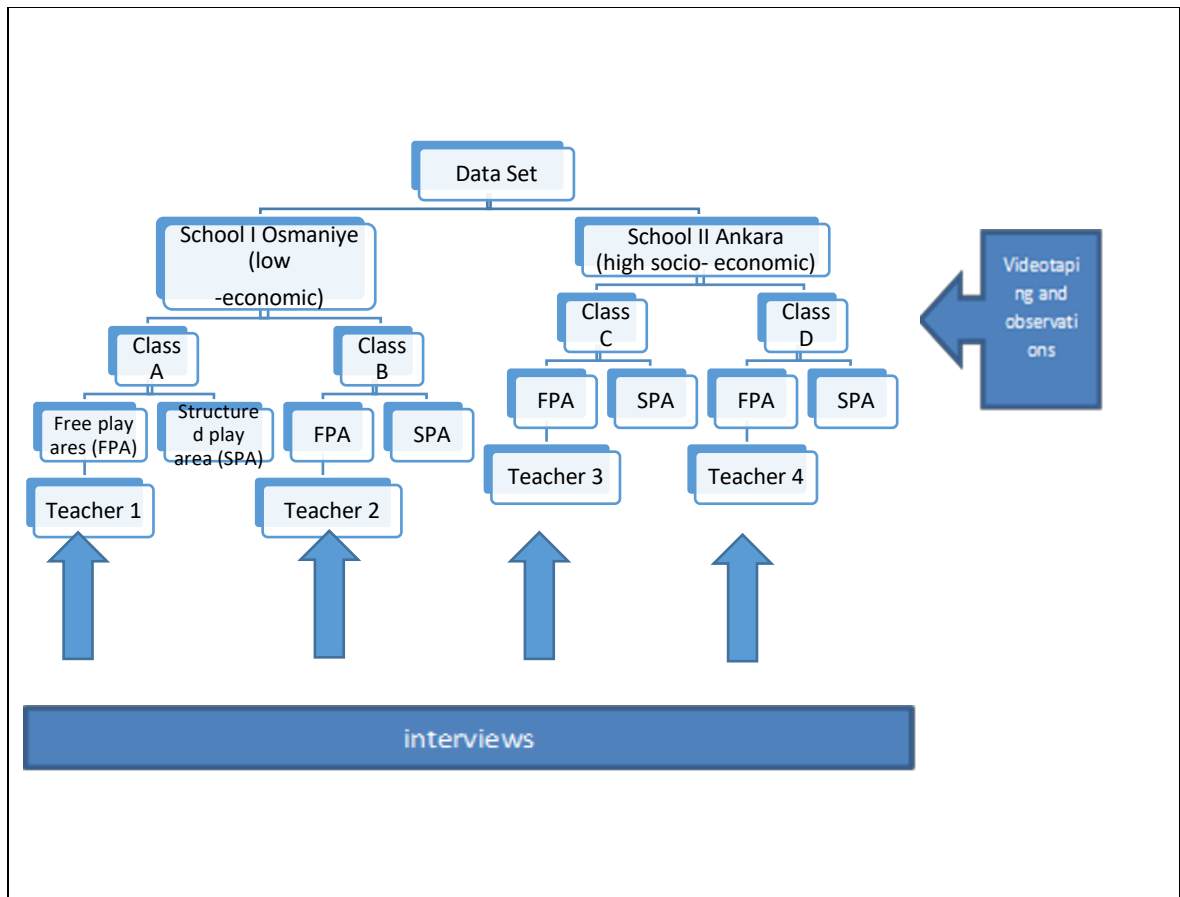 Data Set
School I Osmaniye
(low
-economic)
School II Ankara
(high socio- economic)
Videotapi
ng and
observati
ons
Class
A
Class
B
Class
C
Class
D
Free play
ares (FPA)
Structure
d play
area (SPA)
FPA
SPA
FPA
SPA
FPA
SPA
Teacher 1
Teacher 2
Teacher 3
Teacher 4
interviews